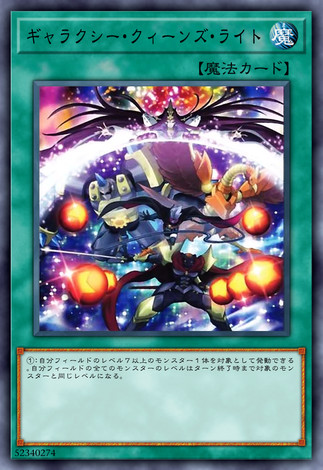 ギャラクシー・クィーンズ・ライト
魔
【魔法カード】
①：自分フィールドのレベル７以上のモンスター１体を対象として発動できる。
自分フィールドの全てのモンスターのレベルはターン終了時まで対象のモン
スターと同じレベルになる。
52340274